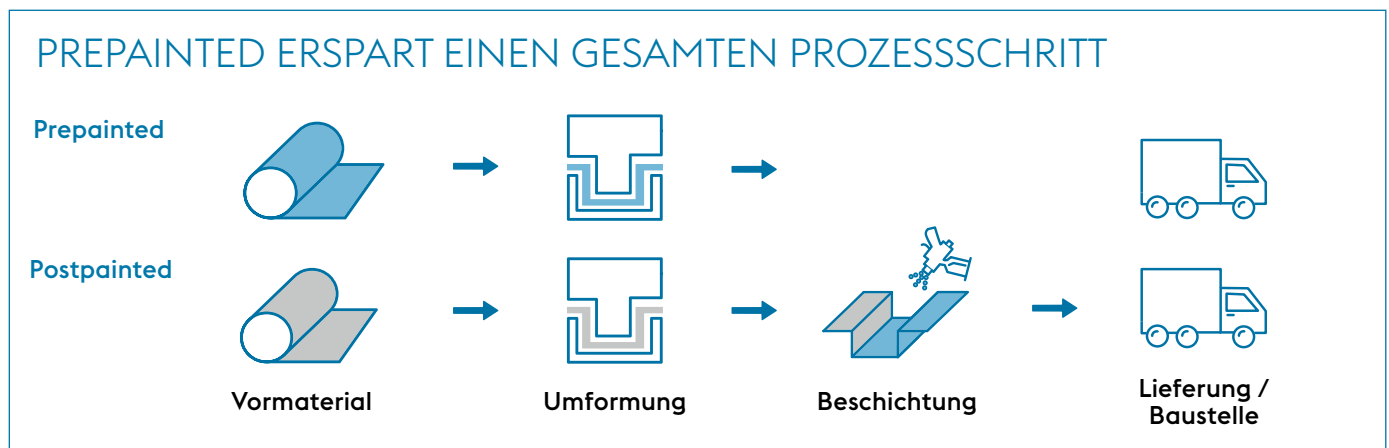 PREPAINTED ERSPART EINEN GESAMTEN PROZESSSCHRITT
Prepainted
Postpainted
Vormaterial
Umformung
Beschichtung
Lieferung /
Baustelle